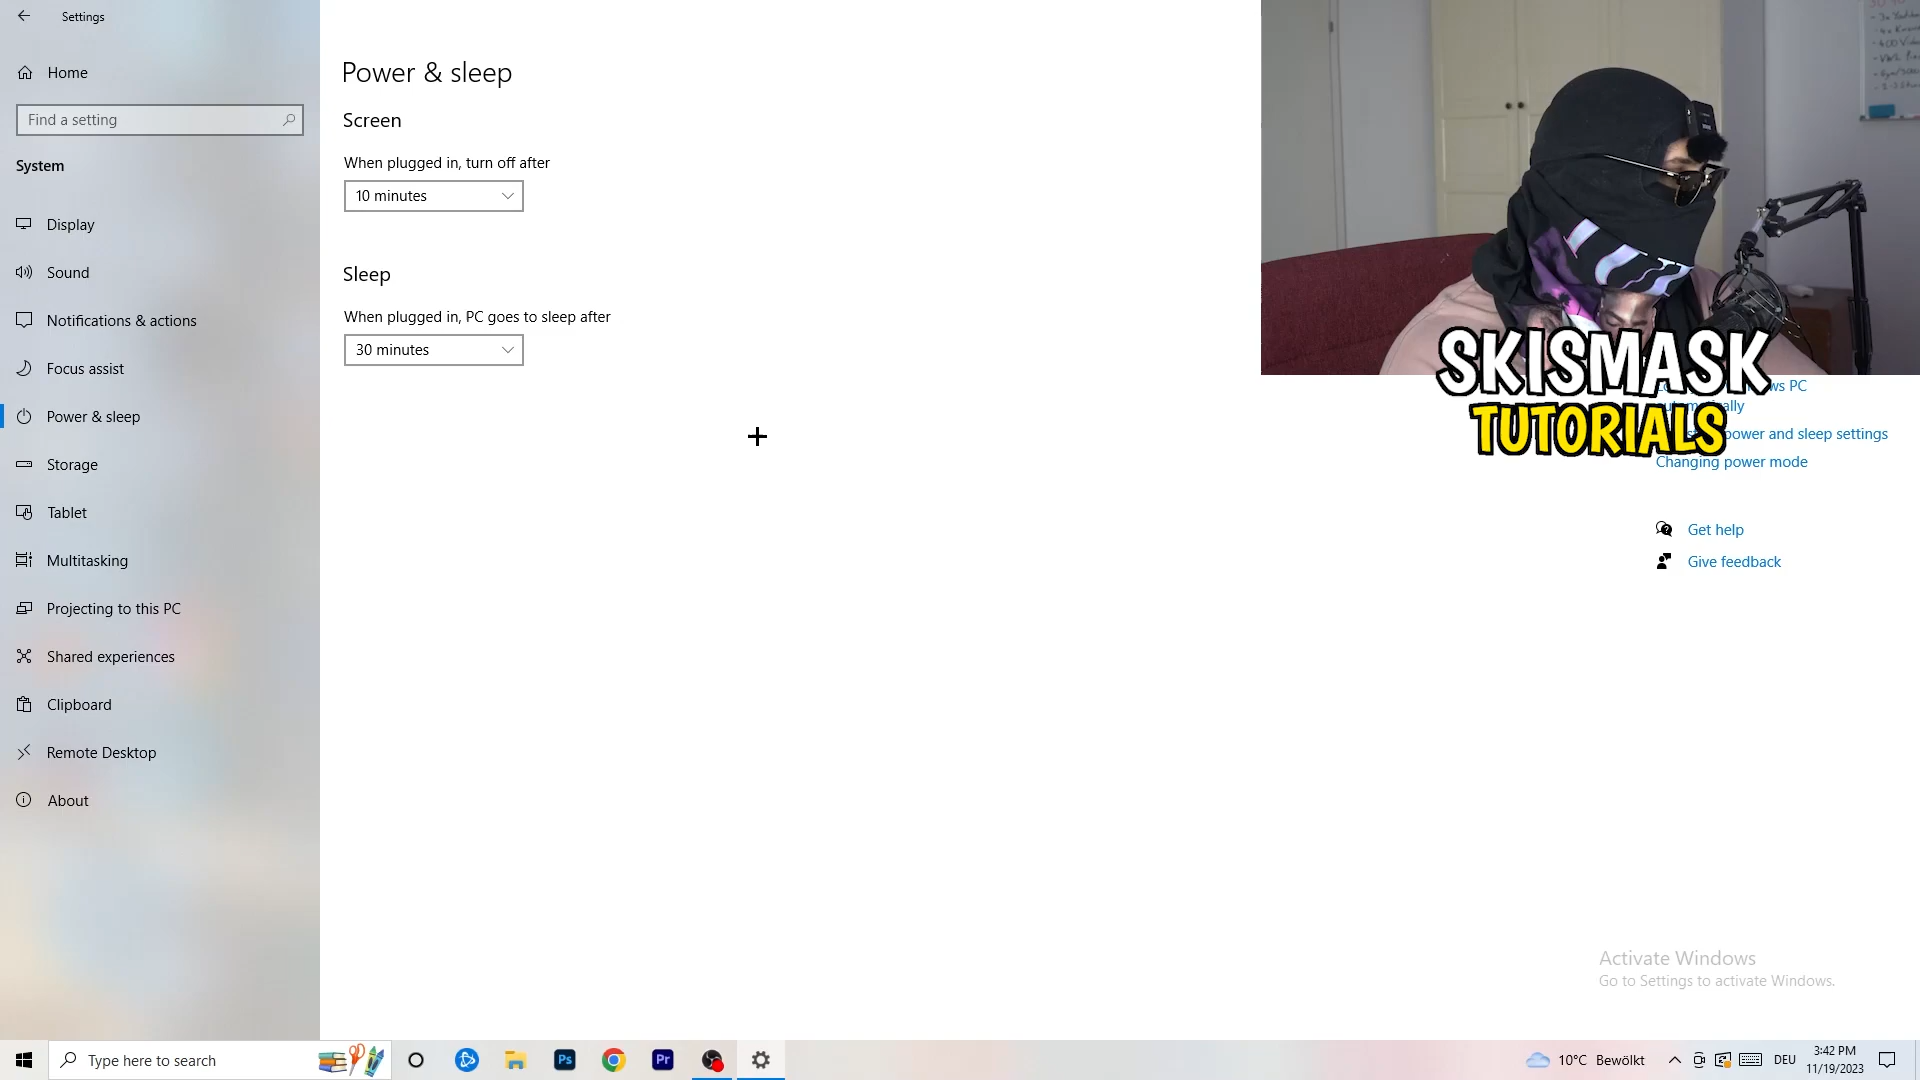 Settings
Home
Find a setting
System
Display
Sound
Notifications & actions
Focus assist
Power & sleep
Storage
Tablet
Multitasking
Projecting to this PC
Shared experiences
Clipboard
Remote Desktop
About
Power & sleep
Screen
When plugged in, turn off after
10 minutes
Sleep
When plugged in, PC goes to sleep after
30 minutes
SKISMASK
TUTORIALS
PC
power and sleep settings
Changing power mode
Get help
Give feedback
Activate Windows
Go to Settings to activate Windows.
Type here to search
Ps
Pr
10°C Bewölkt
DEU
3:42 PM
11/19/2023